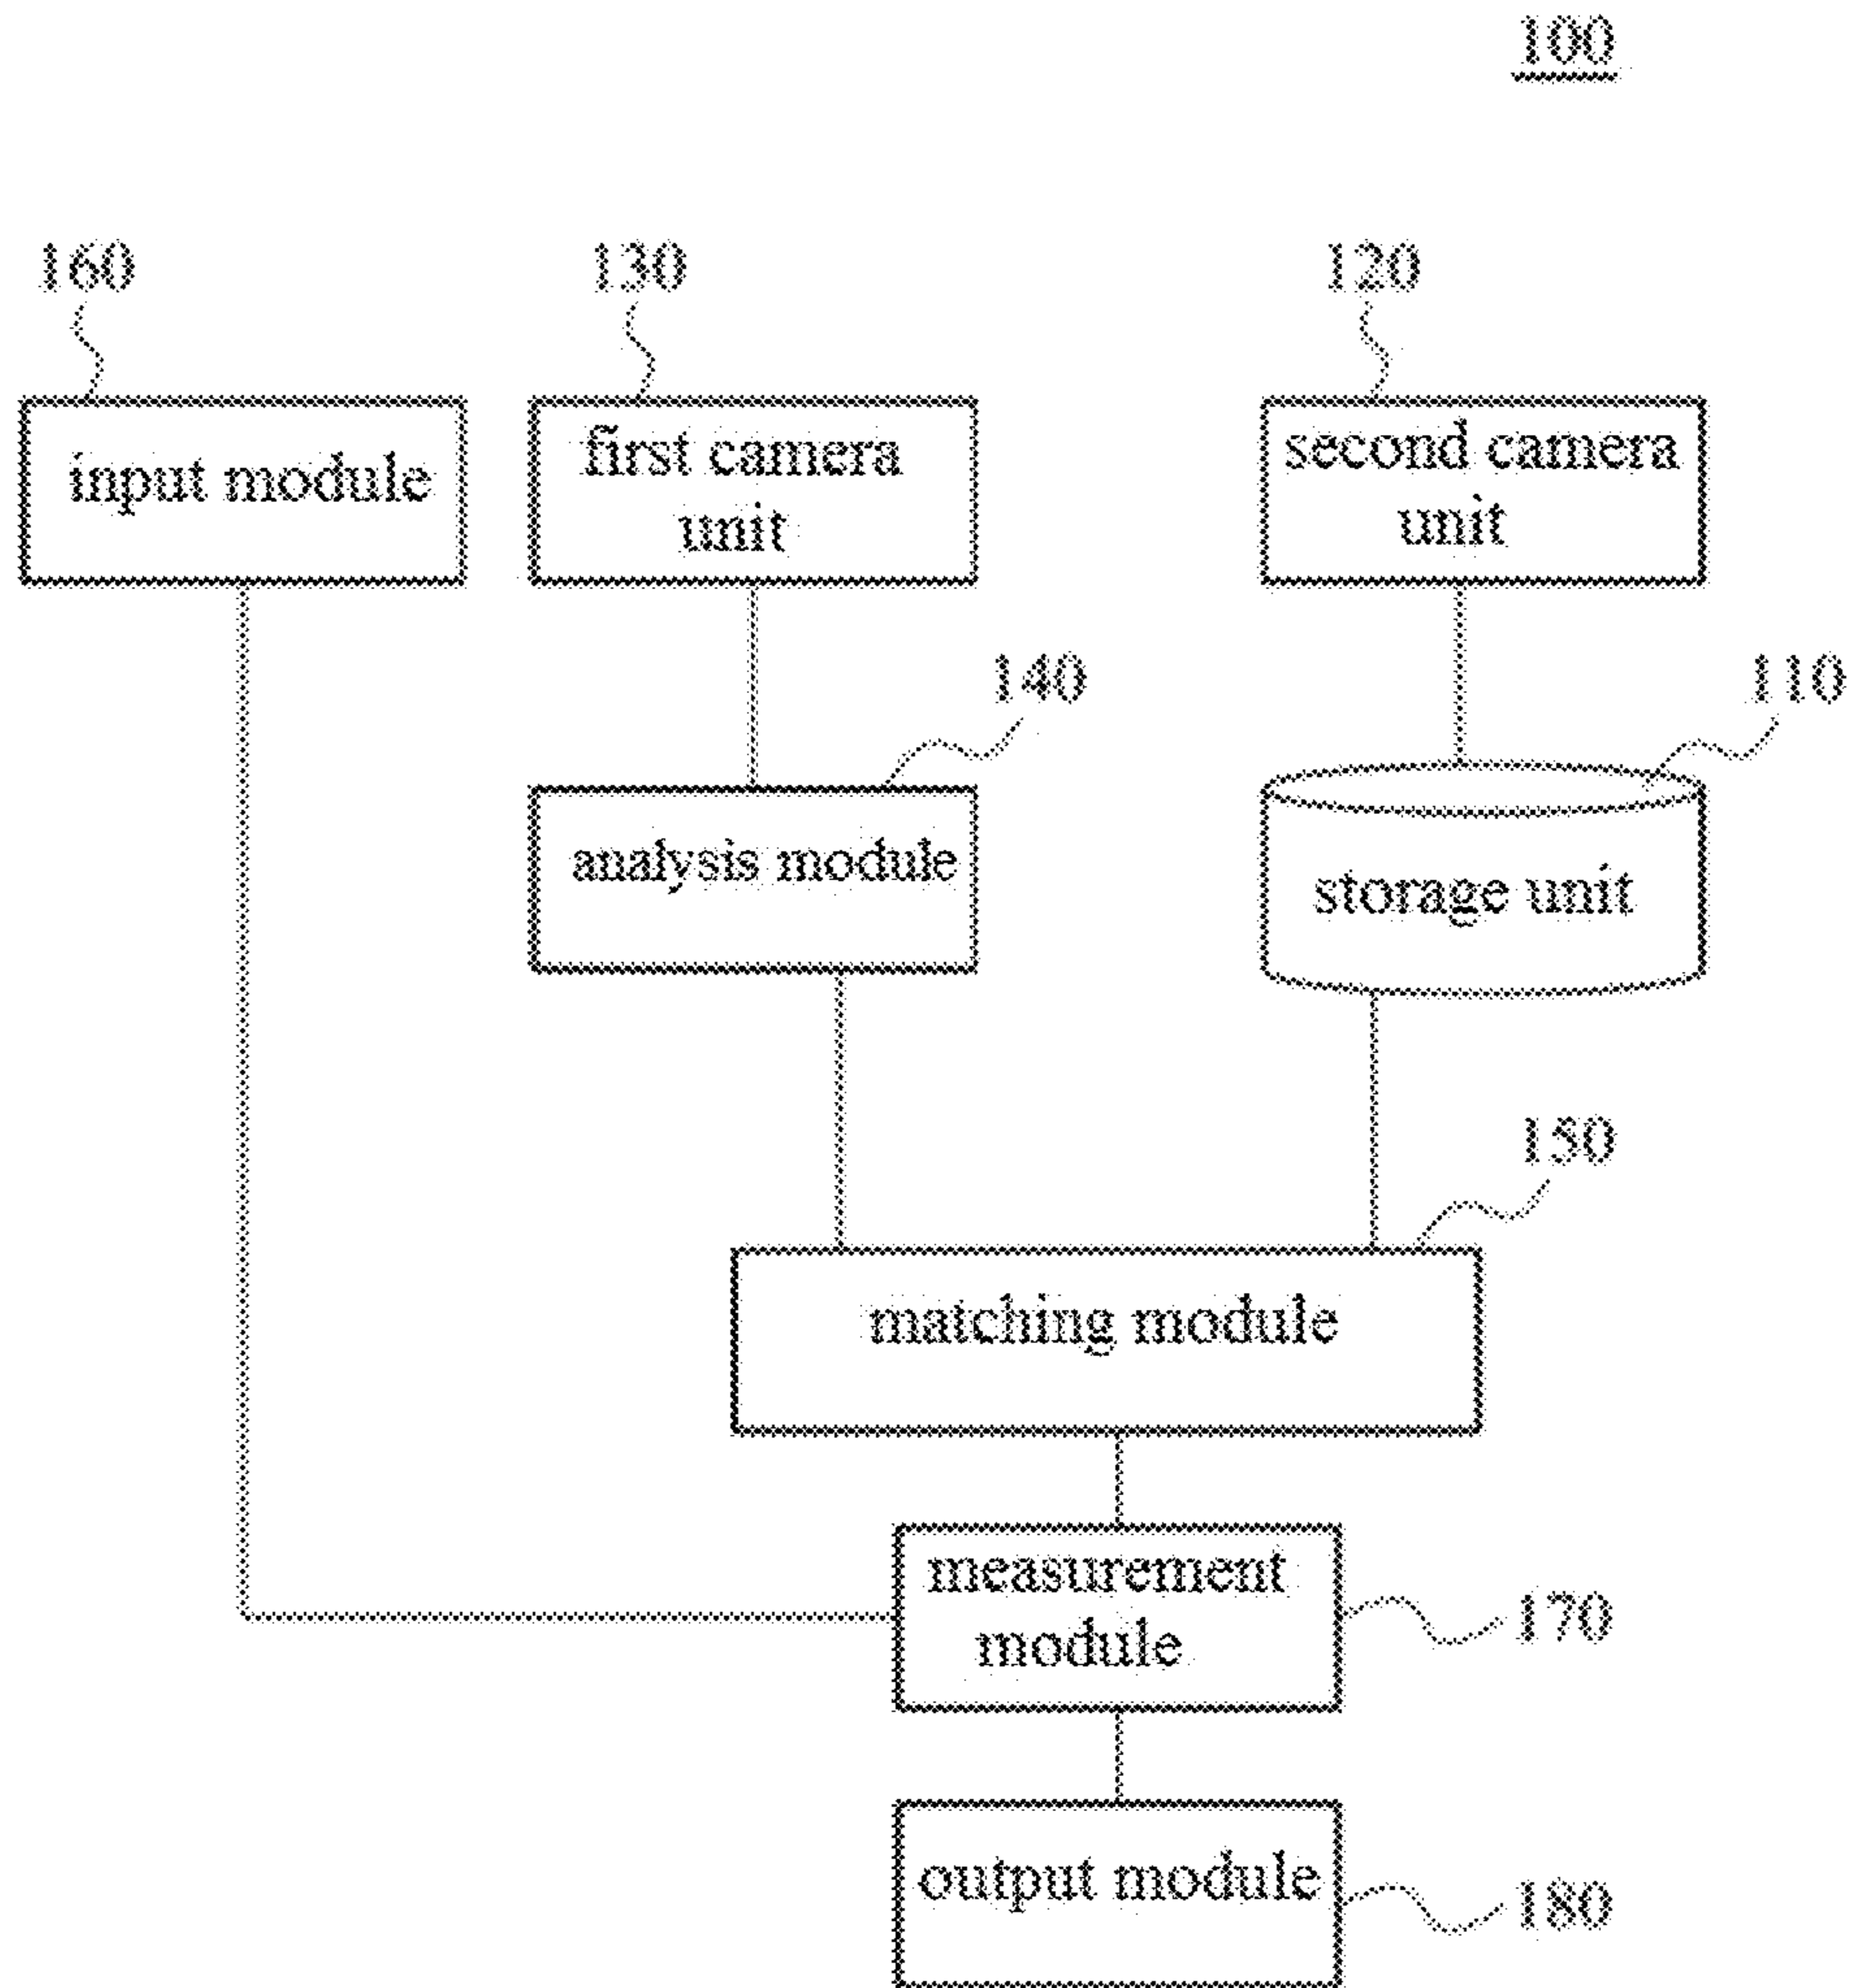 100
160
130
120
input module
first camera
unit
second camera
unit
140
110
analysis module
storage unit
150
matching module
measurement
module
170
output module
180